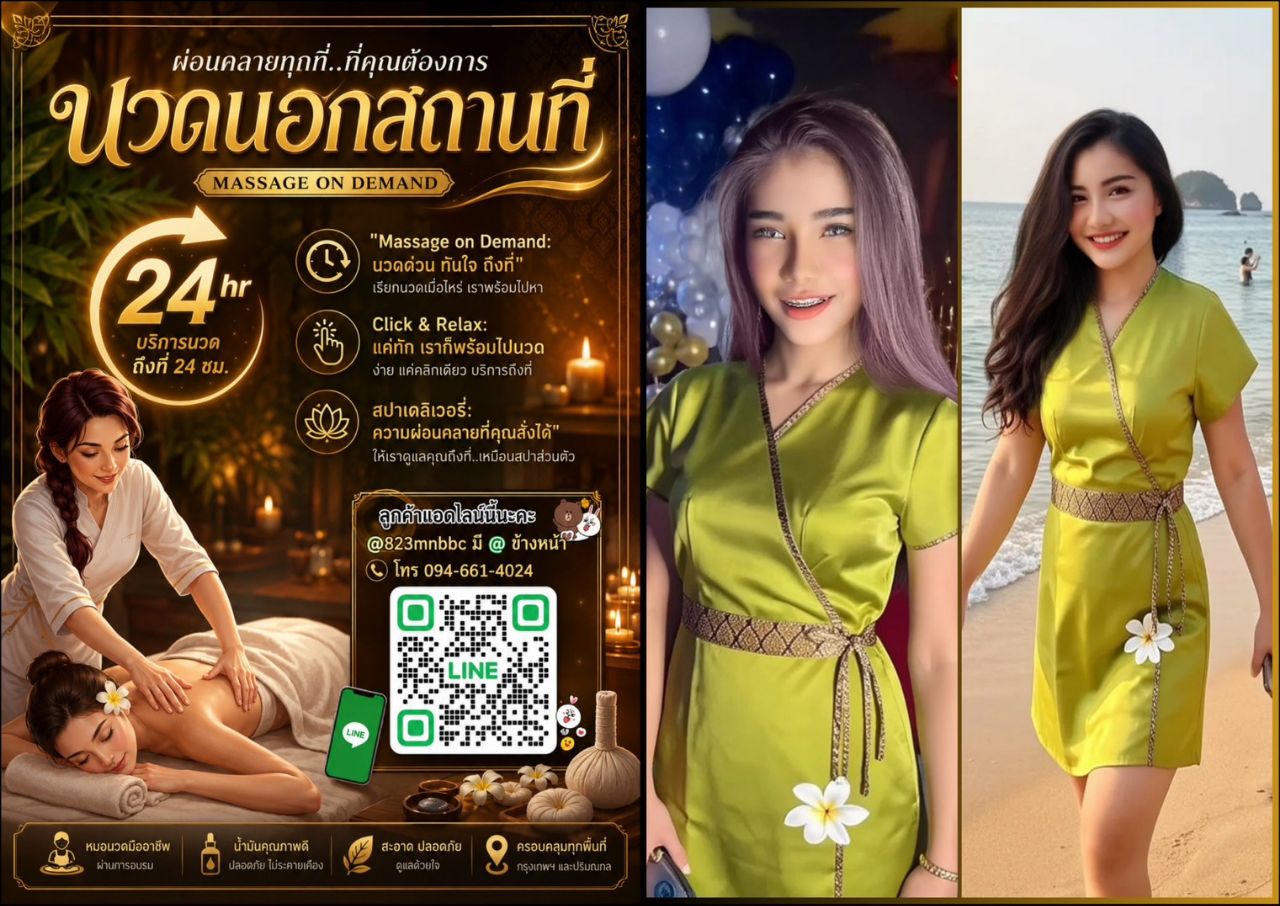 ผ่อนคลายทุกที่..ที่คุณต้องการ
นวดนอกสถานที่
MASSAGE ON DEMAND
24hr
บริการนวด
ถึงที่ 24 ชม.
"Massage on Demand:
นวดด่วน ทันใจ ถึงที่"
เรียกนวดเมื่อไหร่ เราพร้อมไปหา
Click & Relax:
แค่ทัก เราก็พร้อมไปนวด
ง่าย แค่คลิกเดียว บริการถึงที่
สปาเดลิเวอรี่:
ความผ่อนคลายที่คุณสั่งได้"
ให้เราดูแลคุณถึงที่..เหมือนสปาส่วนตัว
ลูกค้าแอดไลน์นี้นะคะ
@823mnbbc มี @ ข้างหน้า
โทร 094-661-4024
LINE
LINE
หมอนวดมืออาชีพ
ผ่านการอบรม
น้ำมันคุณภาพดี
ปลอดภัย ไม่ระคายเคือง
สะอาด ปลอดภัย
ดูแลด้วยใจ
ครอบคลุมทุกพื้นที่
กรุงเทพฯ และปริมณฑล